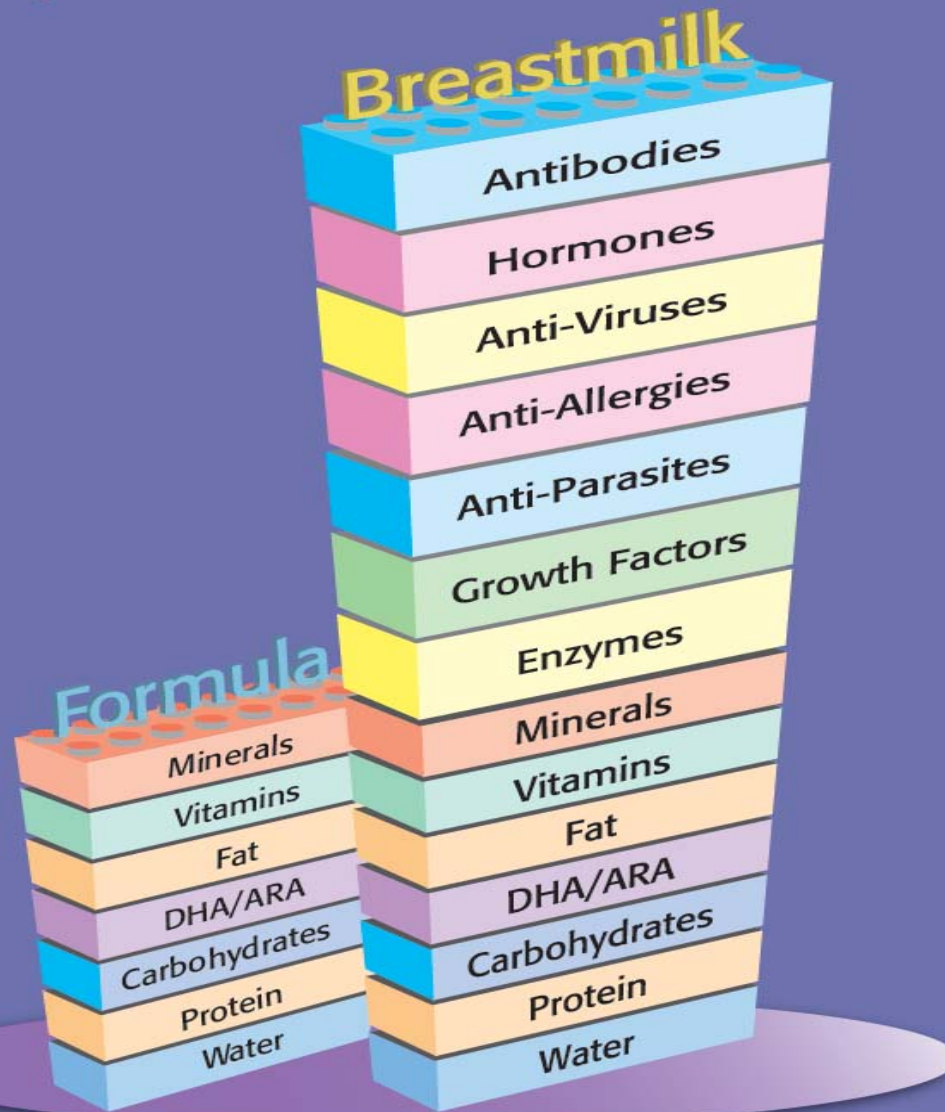 Breastmilk
Antibodies
Hormones
Anti-Viruses
Anti-Allergies
Anti-Parasites
Growth Factors
Enzymes
Minerals
Vitamins
Fat
DHA/ARA
Carbohydrates
Protein
Water
Formula
Minerals
Vitamins
Fat
DHA/ARA
Carbohydrates
Protein
Water